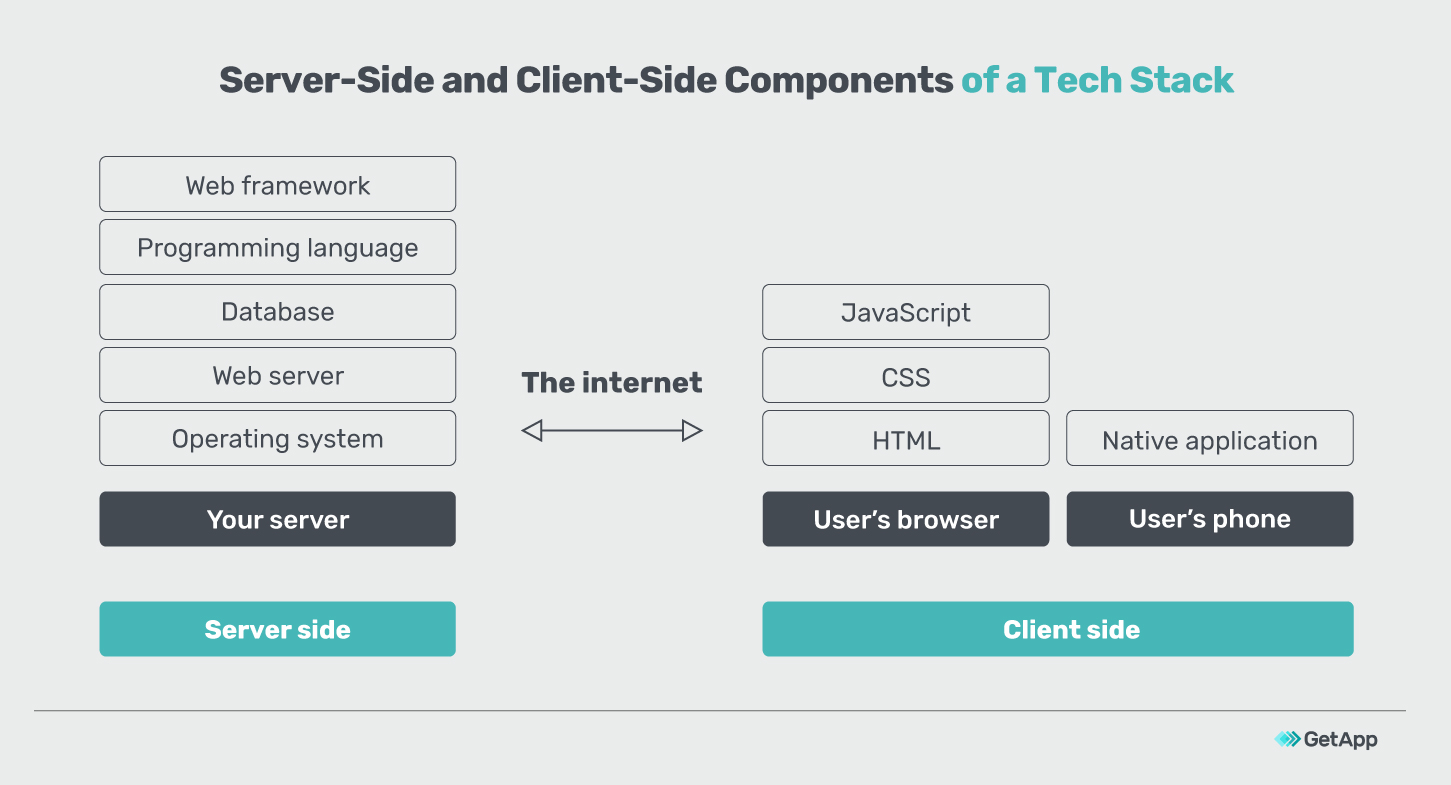 Server-Side and Client-Side Components of a Tech Stack
Web framework
Programming language
Database
Web server
Operating system
Your server
Server side
The internet
JavaScript
CSS
HTML
User’s browser
Native application
User’s phone
Client side
GetApp